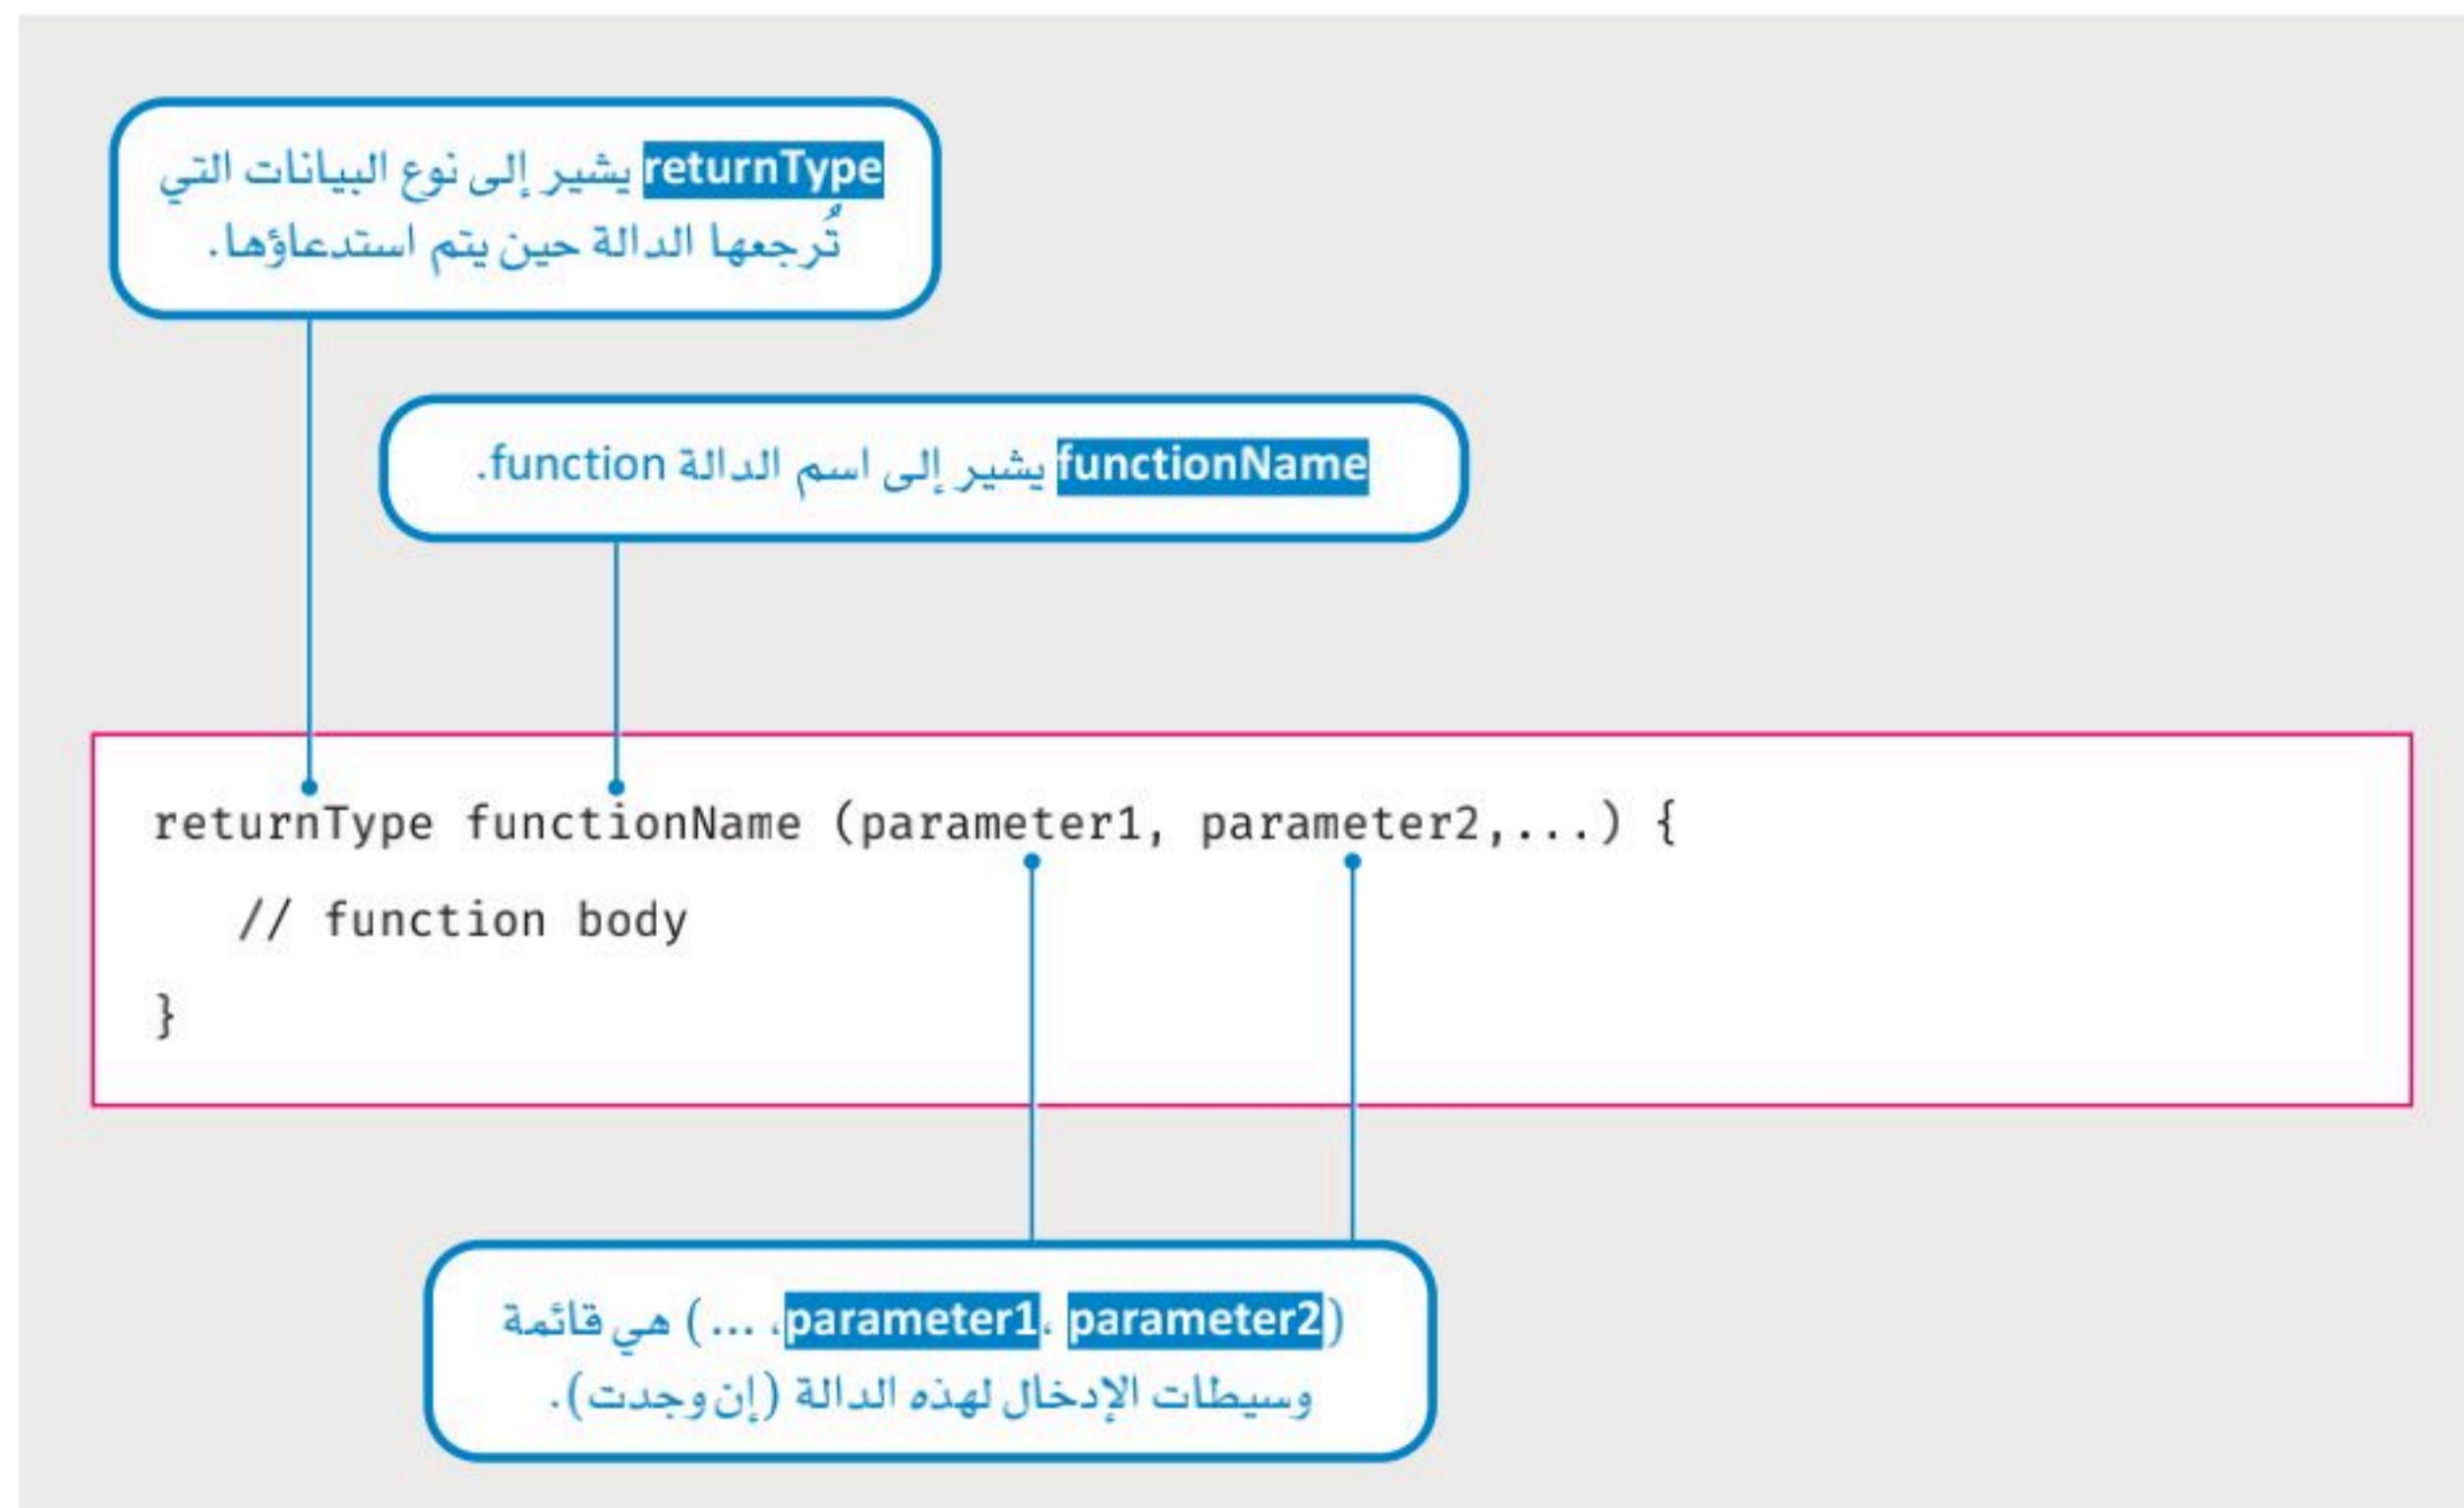 returnType يشير إلى نوع البيانات التي
تُرجعها الدالة حين يتم استدعاؤها.
functionName يشير إلى اسم الدالة function.
returnType functionName (parameter1, parameter2,...) {
// function body
}
(parameter2 ،parameter1، ...) هي قائمة
وسيطات الإدخال لهذه الدالة (إن وجدت).